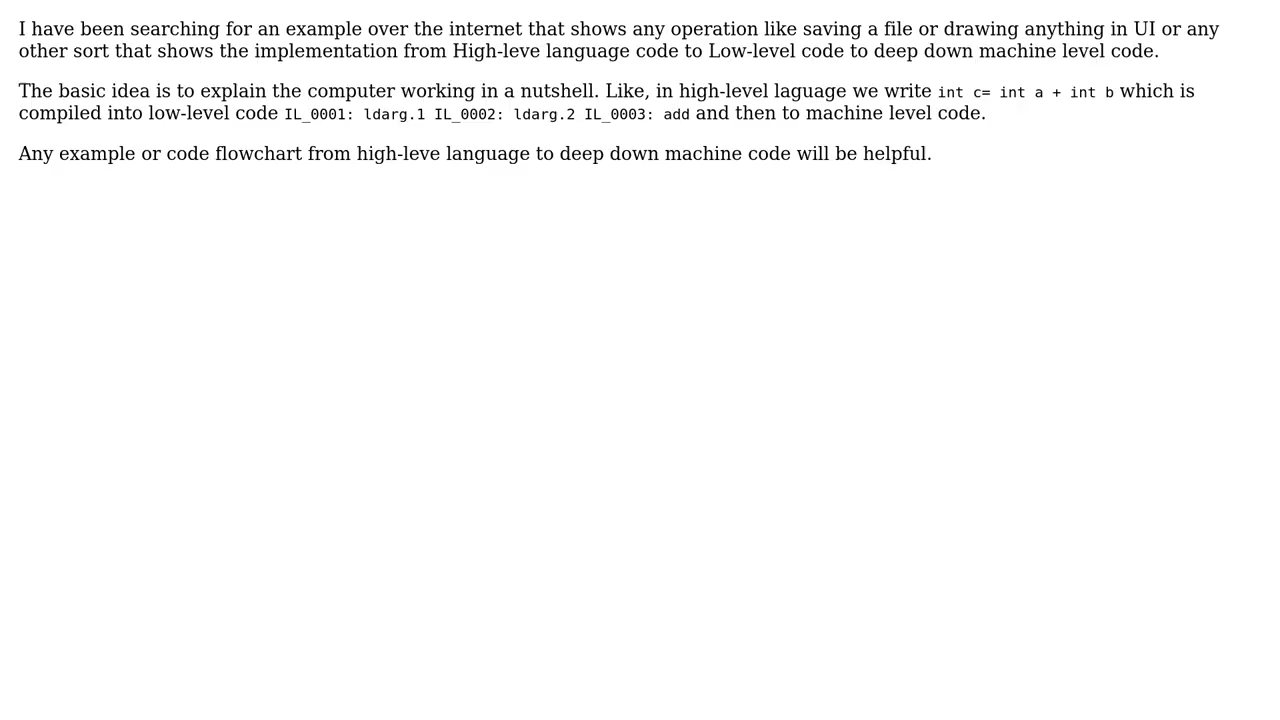 I have been searching for an example over the internet that shows any operation like saving a file or drawing anything in UI or any
other sort that shows the implementation from High-leve language code to Low-level code to deep down machine level code.
The basic idea is to explain the computer working in a nutshell. Like, in high-level laguage we write int c= int a + int b which is
compiled into low-level code IL_0001: ldarg.1 IL_0002: ldarg.2 IL_0003: add and then to machine level code.
Any example or code flowchart from high-leve language to deep down machine code will be helpful.